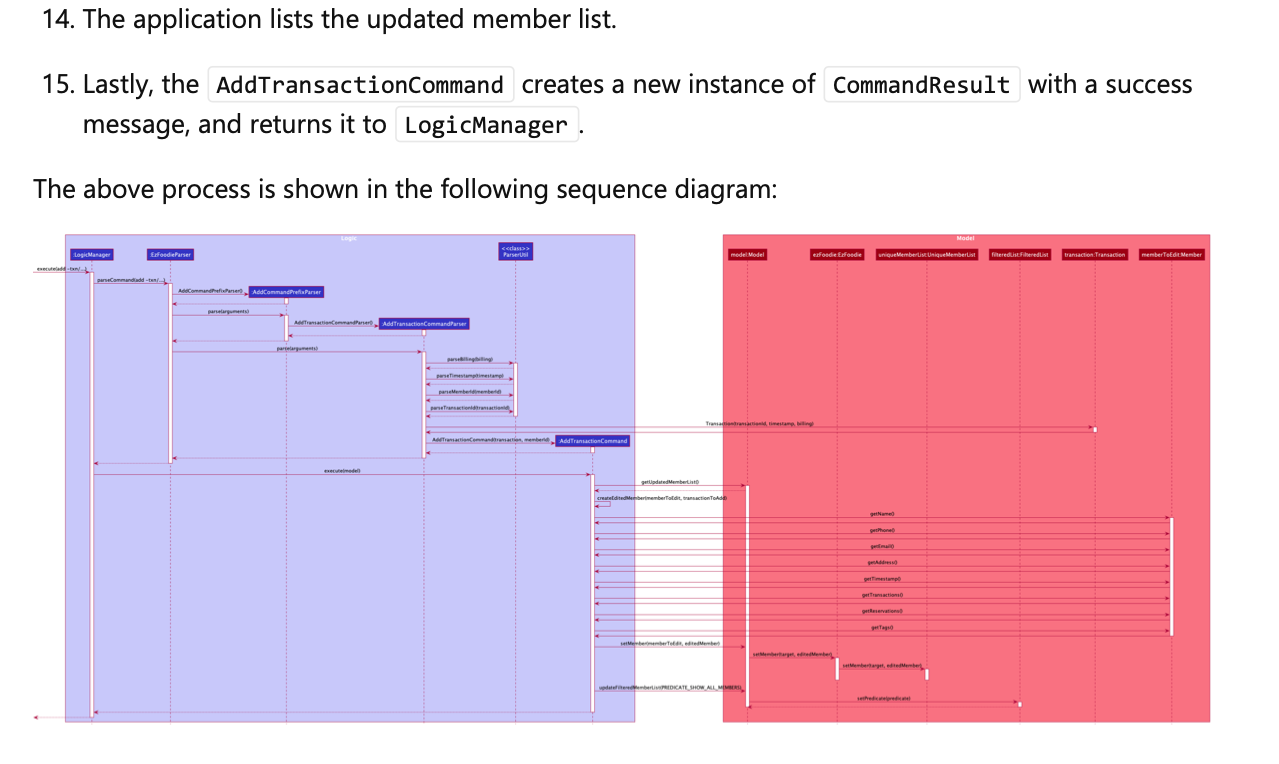 14. The application lists the updated member list.
15. Lastly, the AddTransactionCommand creates a new instance of CommandResult with a success
message, and returns it to LogicManager .
The above process is shown in the following sequence diagram:
Logic
Model
:LogicManager
:EzFoodieParser
<<class>>
ParserUtil
model:Model
ezFoodie:EzFoodie
uniqueMemberList:UniqueMemberList
filteredList:FilteredList
transaction:Transaction
memberToEdit:Member
execute(add -txn/...)
parseCommand(add -txn/...)
AddCommandPrefixParser()
:AddCommandPrefixParser
parse(arguments)
AddTransactionCommandParser()
:AddTransactionCommandParser
parse(arguments)
parseBilling(billing)
parseTimestamp(timestamp)
parseMemberId(memberId)
parseTransactionId(transactionId)
Transaction(transactionId, timestamp, billing)
AddTransactionCommand(transaction, memberId)
:AddTransactionCommand
execute(model)
getUpdatedMemberList()
createEditedMember(memberToEdit, transactionToAdd)
getName()
getPhone()
getEmail()
getAddress()
getTimestamp()
getTransactions()
getReservations()
getTags()
setMember(memberToEdit, editedMember)
setMember(target, editedMember)
setMember(target, editedMember)
updateFilteredMemberList(PREDICATE_SHOW_ALL_MEMBERS)
setPredicate(predicate)